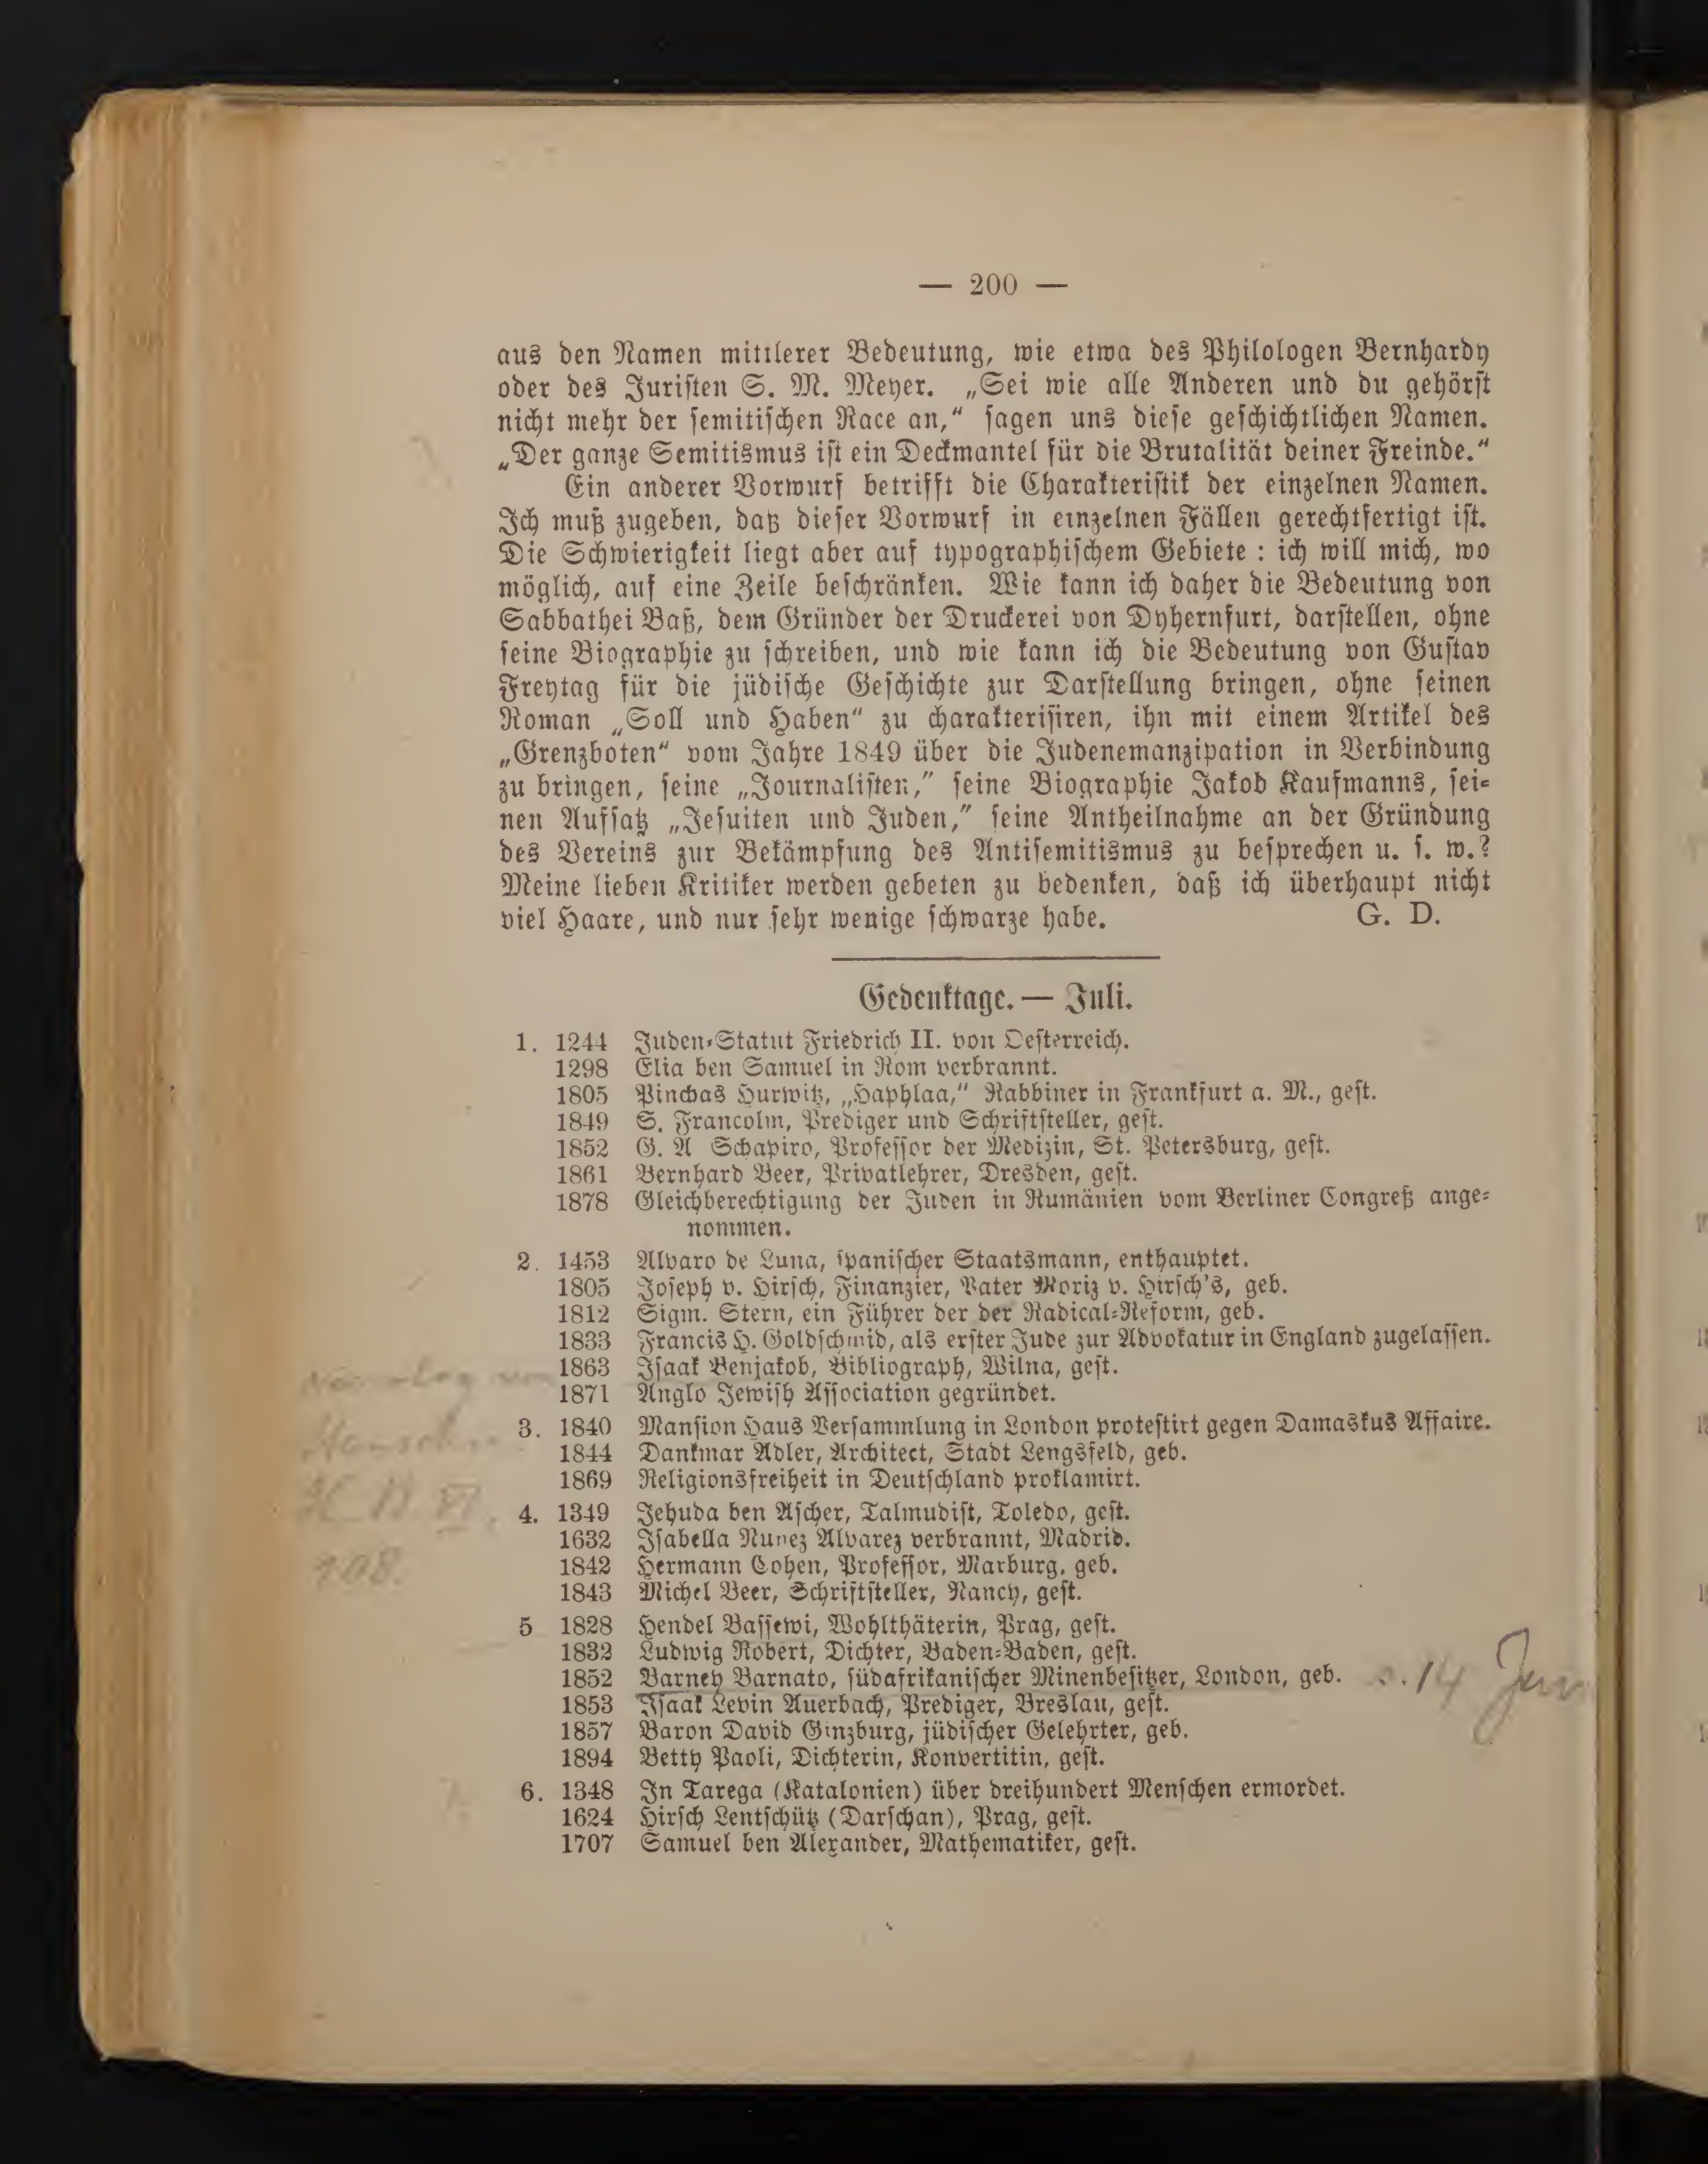 — 200 —
aus den Namen mittlerer Bedeutung, wie etwa des Philologen Bernhardy
oder des Juristen S. M. Meyer. „Sei wie alle Anderen und du gehörst
nicht mehr der semitischen Race an,“ sagen uns diese geschichtlichen Namen.
„Der ganze Semitismus ist ein Deckmantel für die Brutalität deiner Freinde.“
Ein anderer Vorwurf betrifft die Charakteristik der einzelnen Namen.
Ich muß zugeben, daß dieser Vorwurf in einzelnen Fällen gerechtfertigt ist.
Die Schwierigkeit liegt aber auf typographischem Gebiete : ich will mich, wo
möglich, auf eine Zeile beschränken. Wie kann ich daher die Bedeutung von
Sabbathei Baß, dem Gründer der Druckerei von Dyhernfurt, darstellen, ohne
seine Biographie zu schreiben, und wie kann ich die Bedeutung von Gustav
Freytag für die jüdische Geschichte zur Darstellung bringen, ohne seinen
Roman „Soll und Haben“ zu charakterisiren, ihn mit einem Artikel des
„Grenzboten“ vom Jahre 1849 über die Judenemanzipation in Verbindung
zu bringen, seine „Journalisten,” seine Biographie Jakob Kaufmanns, sei-
nen Aufsatz „Jesuiten und Juden,” seine Antheilnahme an der Gründung
des Vereins zur Bekämpfung des Antisemitismus zu besprechen u. s. w.?
Meine lieben Kritiker werden gebeten zu bedenken, daß ich überhaupt nicht
viel Haare, und nur sehr wenige schwarze habe. G. D.
Gedenktage. — Juli.
1. 1244 Juden-Statut Friedrich II. von Oesterreich.
1298 Elia ben Samuel in Rom verbrannt.
1805 Pinchas Hurwitz, „Haphlaa,“ Rabbiner in Frankfurt a. M., gest.
1849 S. Francolm, Prediger und Schriftsteller, gest.
1852 G. A Schapiro, Professor der Medizin, St. Petersburg, gest.
1861 Bernhard Beer, Privatlehrer, Dresden, gest.
1878 Gleichberechtigung der Juden in Rumänien vom Berliner Congreß ange-
nommen.
2. 1453 Alvaro de Luna, spanischer Staatsmann, enthauptet.
1805 Joseph v. Hirsch, Finanzier, Vater Moriz v. Hirsch's, geb.
1812 Sigm. Stern, ein Führer der der Radical-Reform, geb.
1833 Francis H. Goldschmid, als erster Jude zur Advokatur in England zugelassen.
1863 Isaak Benjakob, Bibliograph, Wilna, gest.
1871 Anglo Jewish Association gegründet.
3. 1840 Mansion Haus Versammlung in London protestirt gegen Damaskus Affaire.
1844 Dankmar Adler, Architect, Stadt Lengsfeld, geb.
1869 Religionsfreiheit in Deutschland proklamirt.
4. 1349 Jehuda ben Ascher, Talmudist, Toledo, gest.
1632 Isabella Nunez Alvarez verbrannt, Madrid.
1842 Hermann Cohen, Professor, Marburg, geb.
1843 Michel Beer, Schriftsteller, Nancy, gest.
5 1828 Hendel Bassewi, Wohlthäterin, Prag, gest.
1832 Ludwig Robert, Dichter, Baden-Baden, gest.
1852 Barney Barnato, südafrikanischer Minenbesitzer, London, geb. 14
1853 Isaak Levin Auerbach, Prediger, Breslau, gest.
1857 Baron David Ginzburg, jüdischer Gelehrter, geb.
1894 Betty Paoli, Dichterin, Konvertitin, gest.
6. 1348 In Tarega (Katalonien) über dreihundert Menschen ermordet.
1624 Hirsch Lentschütz (Darschan), Prag, gest.
1707 Samuel ben Alexander, Mathematiker, gest.